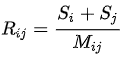 $R_{ij} = \frac{S_i + S_j}{M_{ij}}$